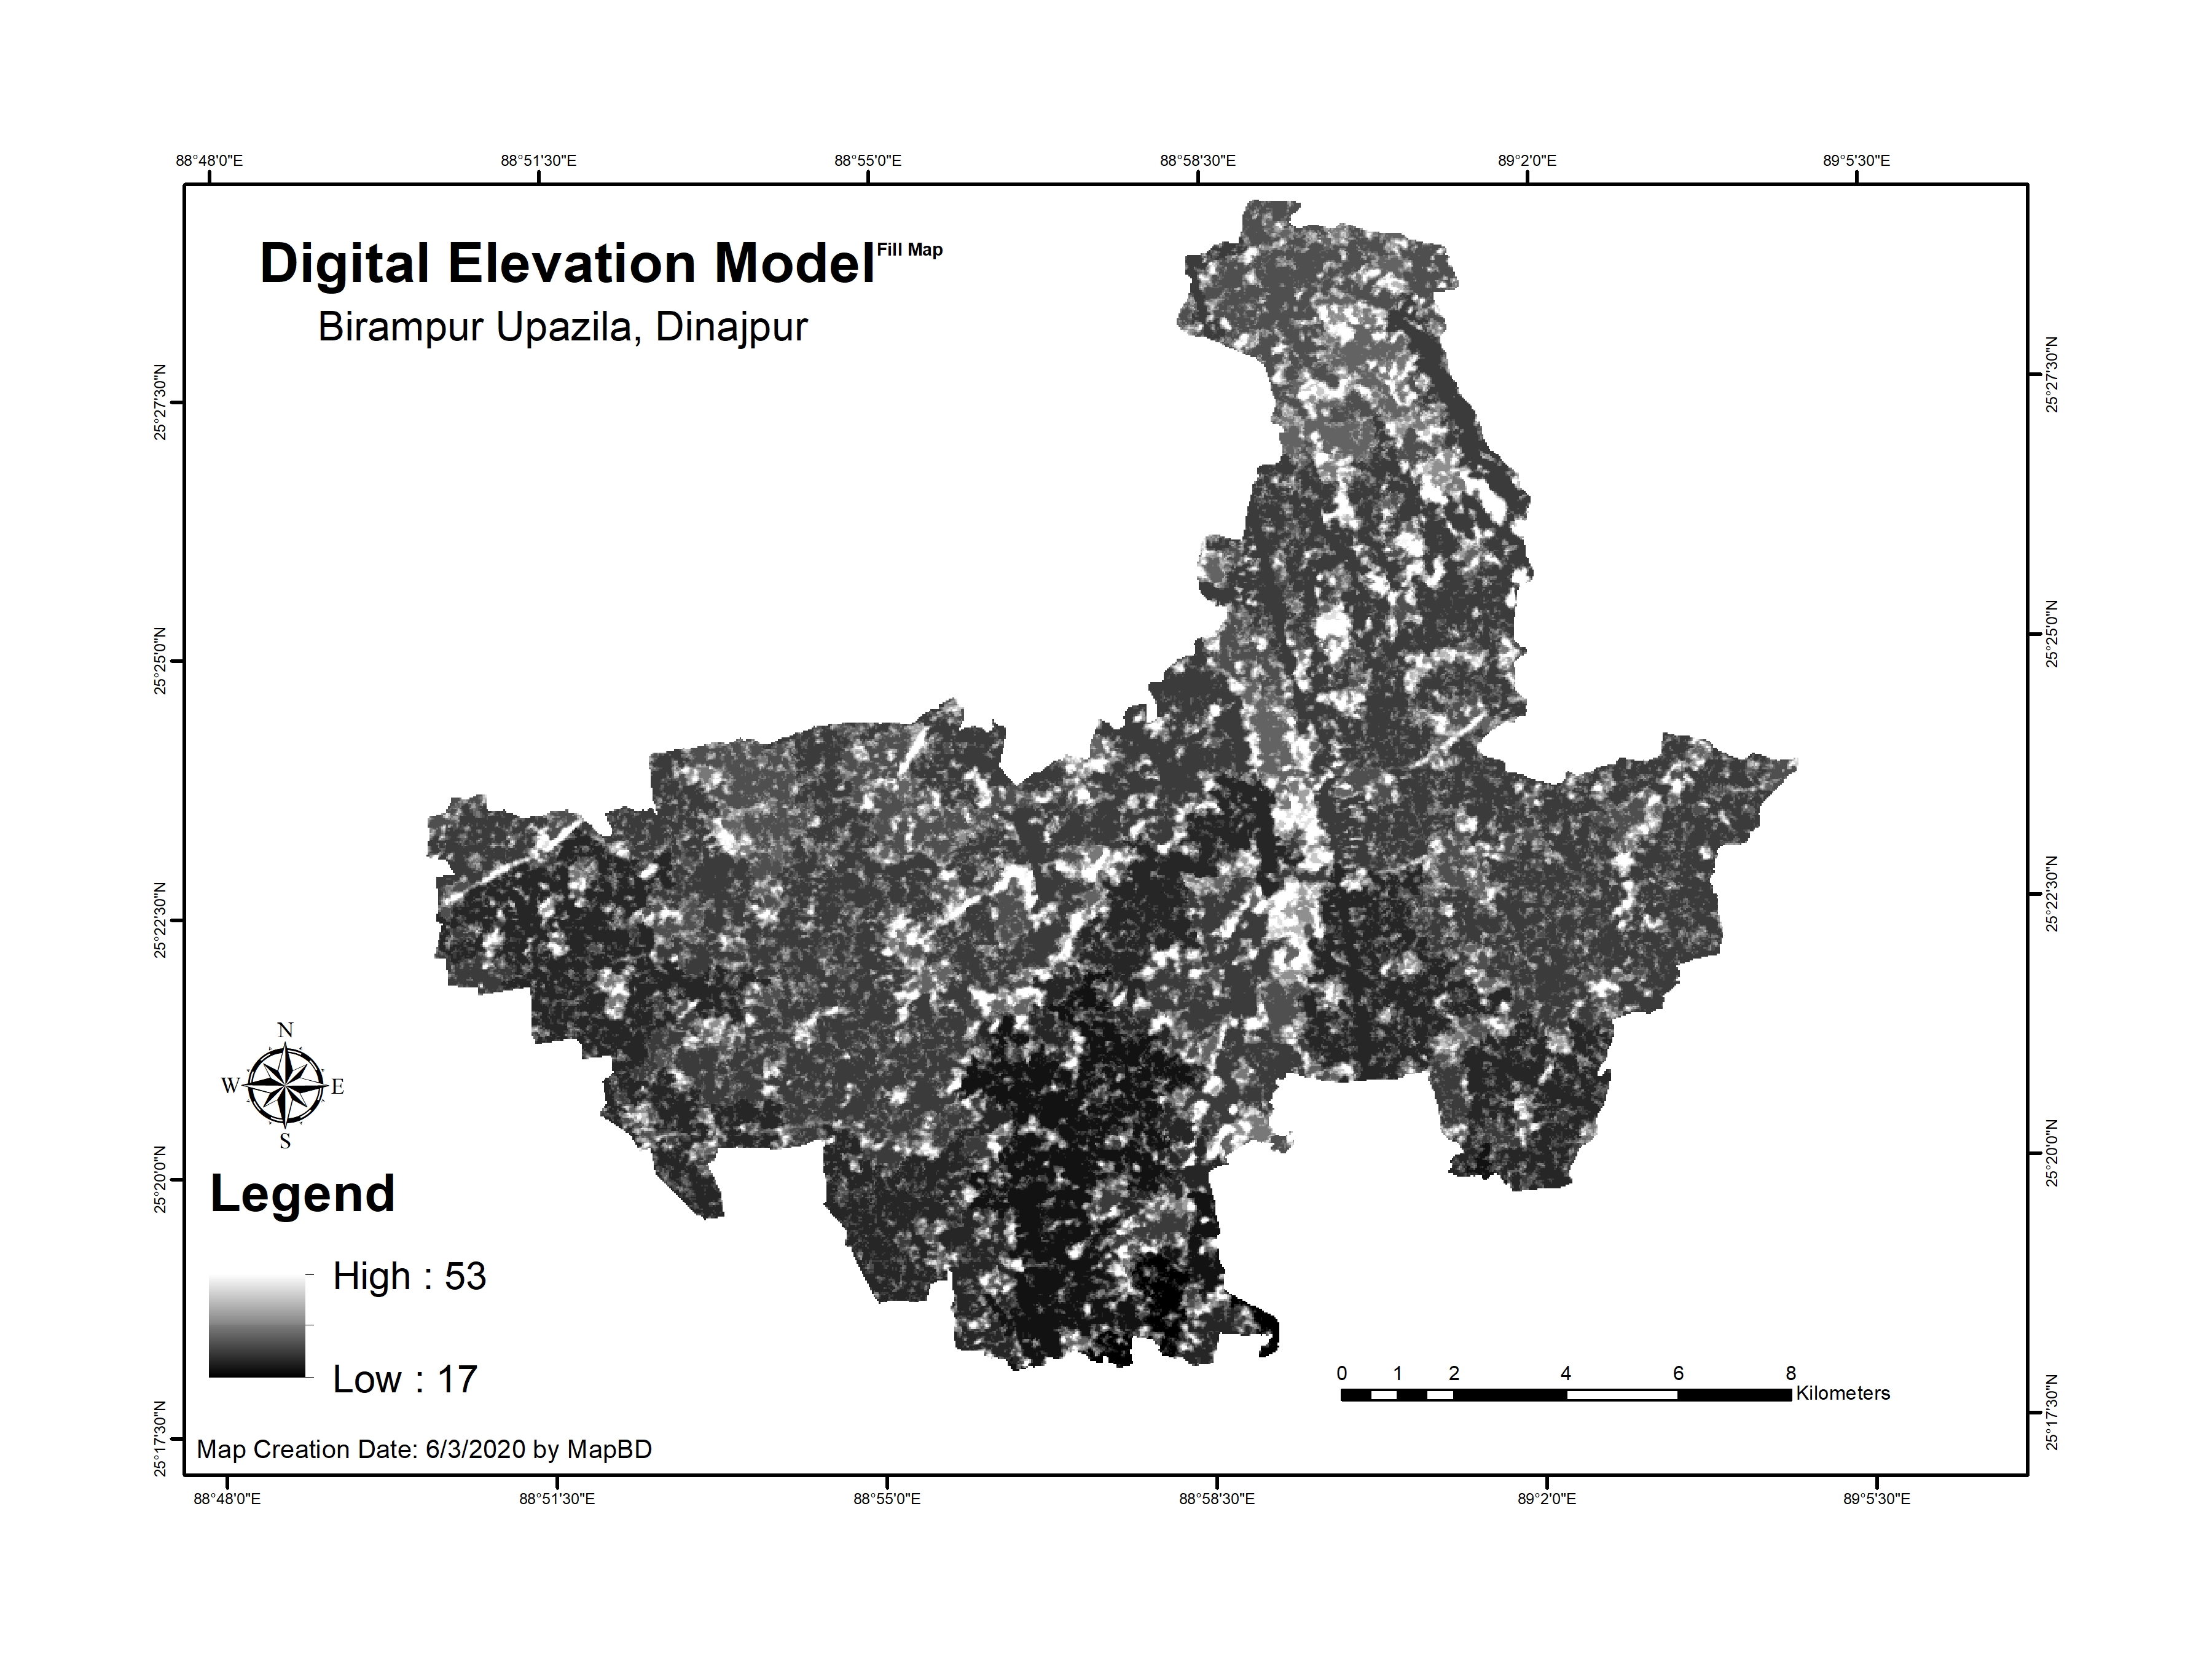 88°48'0"E 88°51'30"E 88°55'0"E 88°58'30"E 89°2'0"E 89°5'30"E
Digital Elevation Model Fill Map
Birampur Upazila, Dinajpur
25°27'30"N 25°27'30"N
25°25'0"N 25°25'0"N
25°22'30"N 25°22'30"N
N
W E
S
25°20'0"N 25°20'0"N
Legend
High : 53
Low : 17
0 1 2 4 6 8
Kilometers
25°17'30"N 25°17'30"N
Map Creation Date: 6/3/2020 by MapBD
88°48'0"E 88°51'30"E 88°55'0"E 88°58'30"E 89°2'0"E 89°5'30"E